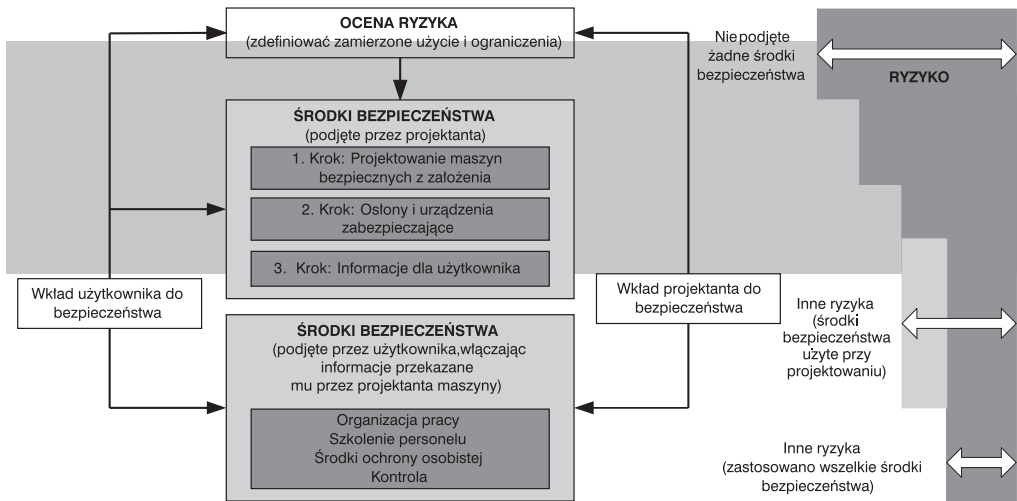 OCENA RYZYKA
(zdefiniować zamierzone użycie i ograniczenia)
ŚRODKI BEZPIECZEŃSTWA
(podjęte przez projektanta)
1. Krok: Projektowanie maszyn
bezpiecznych z założenia
2. Krok: Osłony i urządzenia
zabezpieczające
3. Krok: Informacje dla użytkownika
Wkład użytkownika do
bezpieczeństwa
Wkład projektanta do
bezpieczeństwa
ŚRODKI BEZPIECZEŃSTWA
(podjęte przez użytkownika,włączając
informacje przekazane
mu przez projektanta maszyny)
Organizacja pracy
Szkolenie personelu
Środki ochrony osobistej
Kontrola
Nie podjęte
żadne środki
bezpieczeństwa
RYZYKO
Inne ryzyka
(środki
bezpieczeństwa
użyte przy
projektowaniu)
Inne ryzyka
(zastosowano wszelkie środki
bezpieczeństwa)